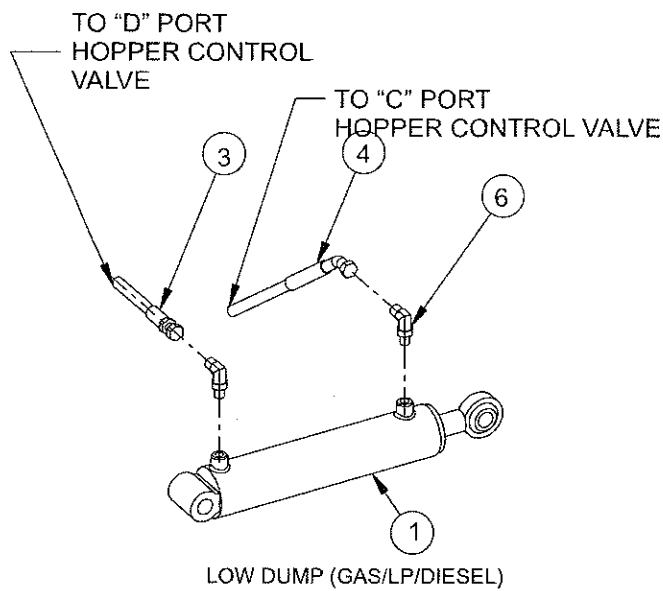 TO “D” PORT
HOPPER CONTROL
VALVE
TO “C” PORT
HOPPER CONTROL VALVE
3
4
6
1
LOW DUMP (GAS/LP/DIESEL)